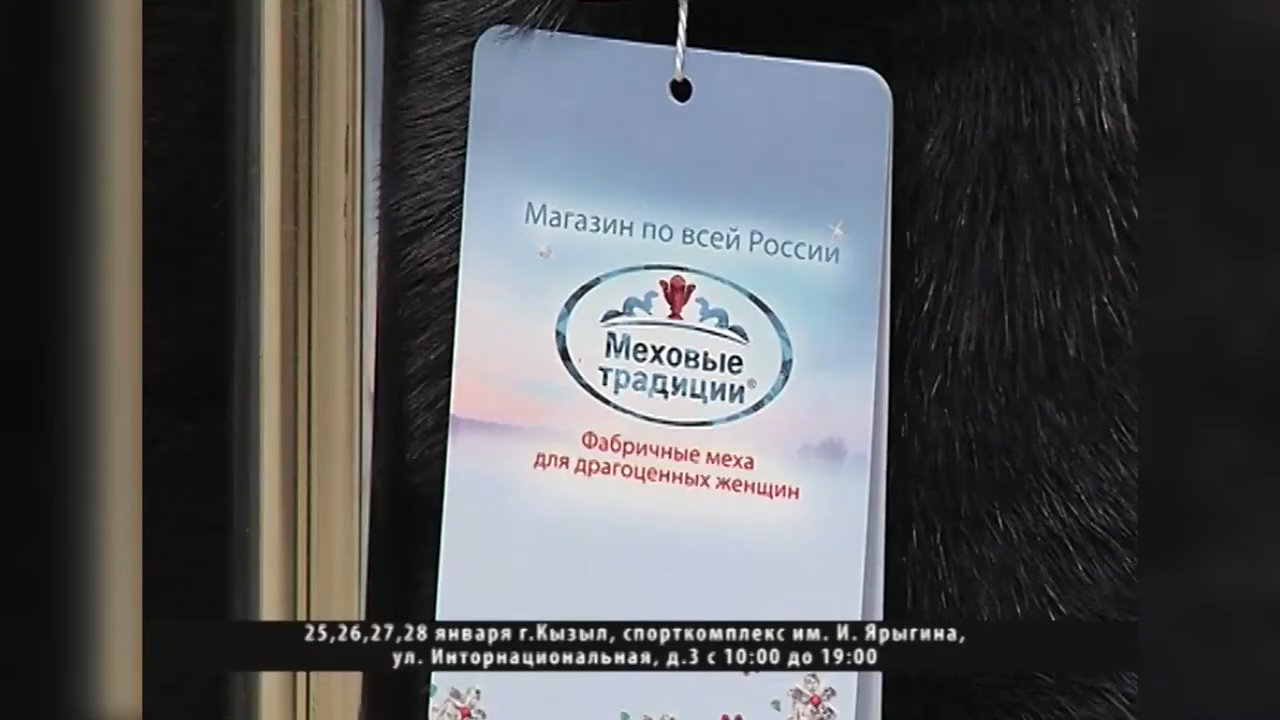 Магазин по всей России
Меховые
традиции®
Фабричные меха
для драгоценных женщин
25,26,27,28 января г.Кызыл, спорткомплекс им. И. Ярыгина,
ул. Инторнациональная, д.3 с 10:00 до 19:00